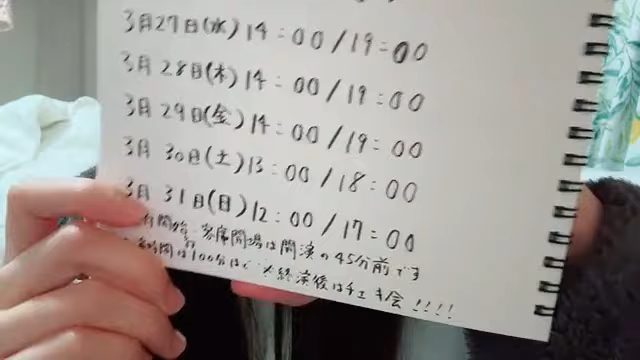 3月27日(水) 14:00/19:00
3月28日(木) 14:00/19:00
3月29日(金) 14:00/19:00
3月30日(土) 13:00/18:00
3月31日(日) 12:00/17:00
開始、客席開場は開演の45分前です
時間は100分ほど ※終演後はチェキ会!!!!